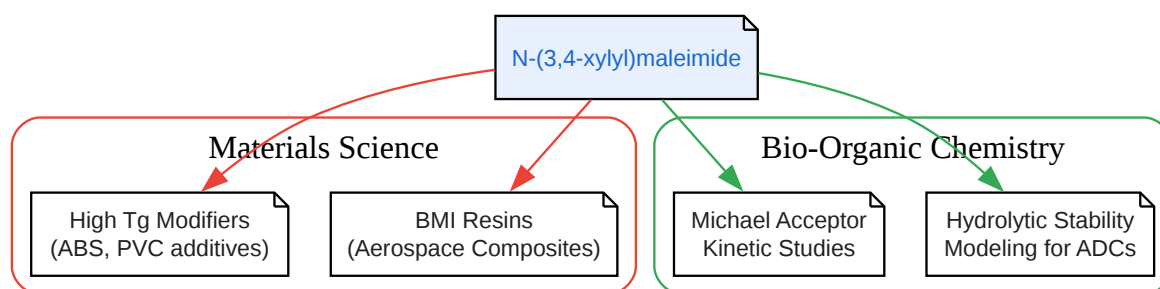 N-(3,4-xylyl)maleimide
Materials Science
Bio-Organic Chemistry
High Tg Modifiers
(ABS, PVC additives)
BMI Resins
(Aerospace Composites)
Michael Acceptor
Kinetic Studies
Hydrolytic Stability
Modeling for ADCs